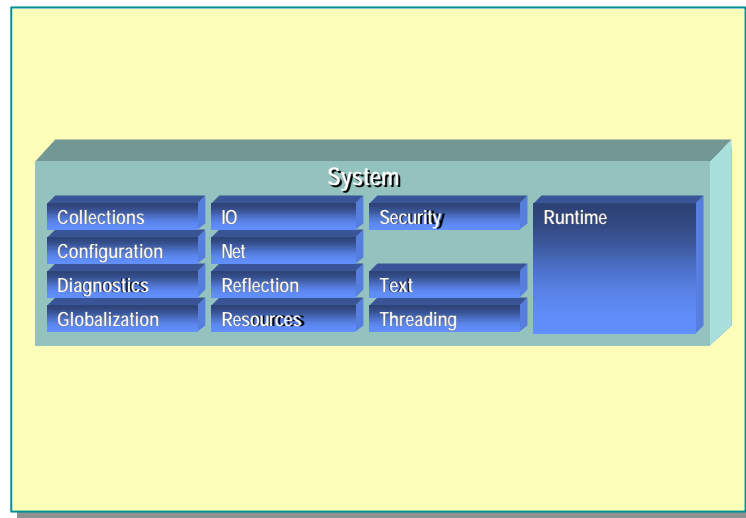 System
Collections
Configuration
Diagnostics
Globalization
IO
Net
Reflection
Resources
Security
Text
Threading
Runtime